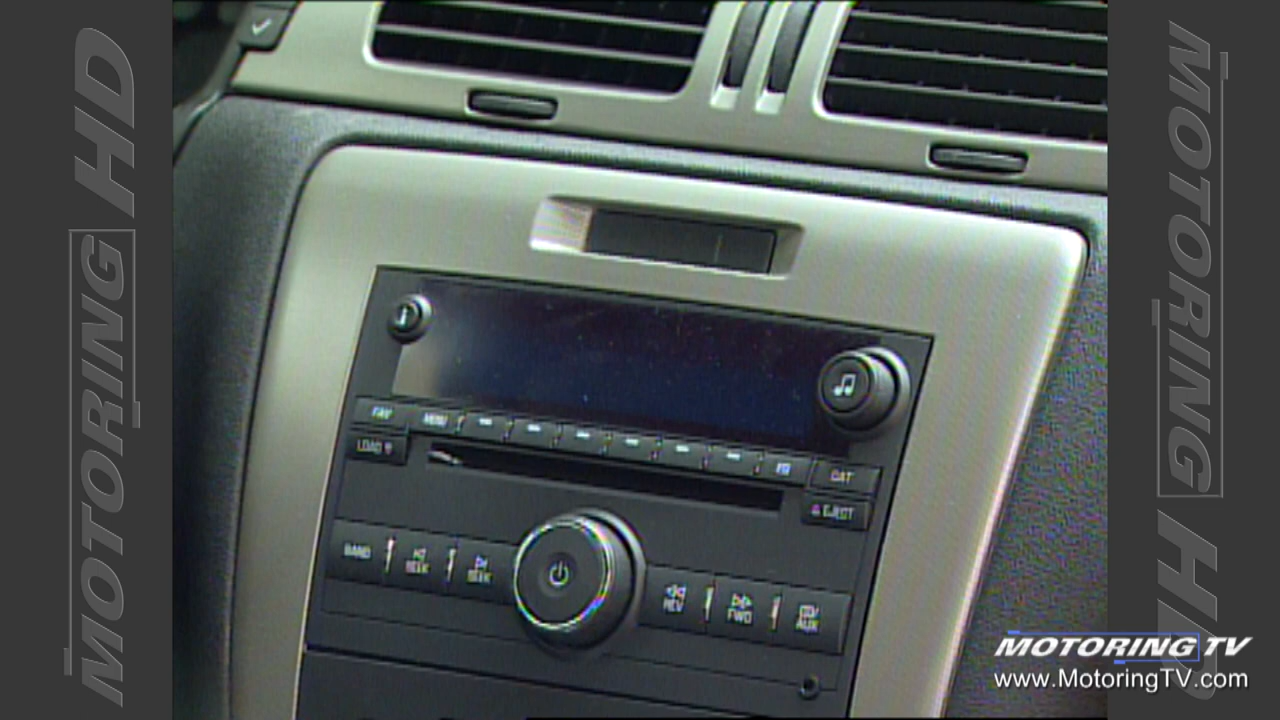 MOTORING HD
FAV
MENU
LOAD
CAT
EJECT
BAND
SEEK
SEEK
REV
FWD
AUX
MOTORING HD
MOTORING TV
www.MotoringTV.com